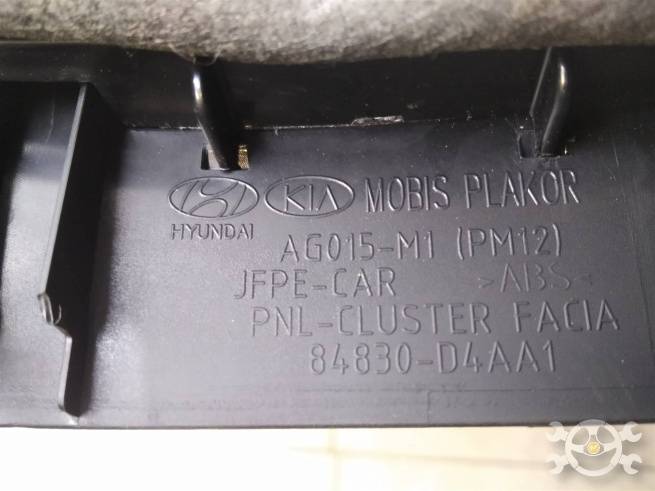 HYUNDAI KIA MOBIS PLAKOR
AG015-M1 (PM12)
JFPE-CAR >ABS<
PNL-CLUSTER FACIA
84830-D4AA1